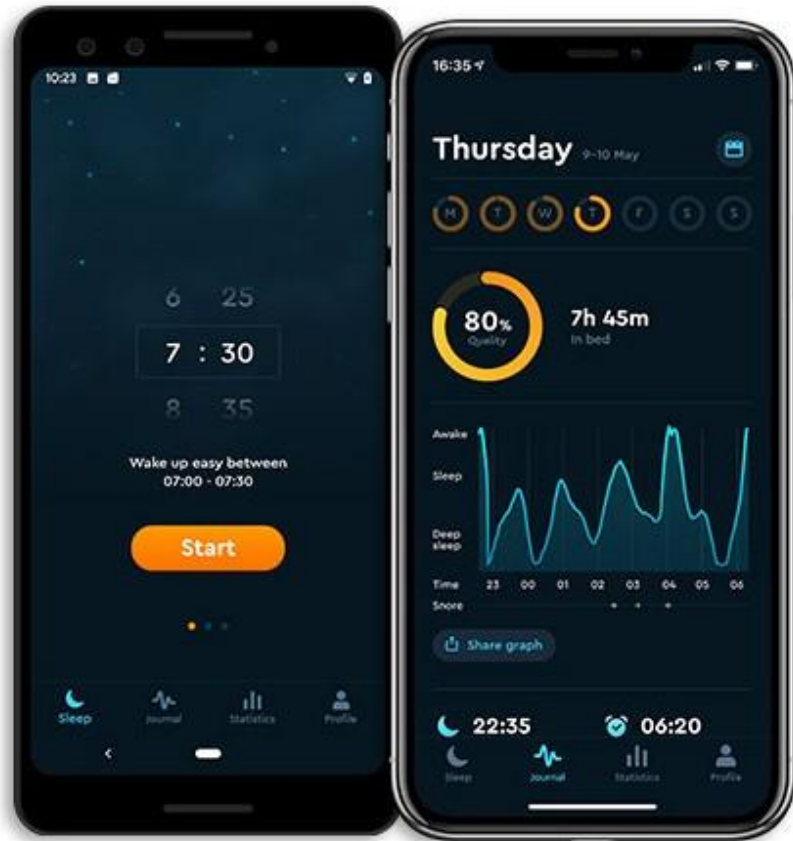 10:23
6 25
7 : 30
8 35
Wake up easy between
07:00 - 07:30
Start
Sleep
Journal
Statistics
Profile
16:35
Thursday 9-10 May
M T W T F S S
80%
Quality
7h 45m
In bed
Awake
Sleep
Deep
sleep
Time 23 00 01 02 03 04 05 06
Snore
Share graph
22:35 06:20
Sleep
Journal
Statistics
Profile